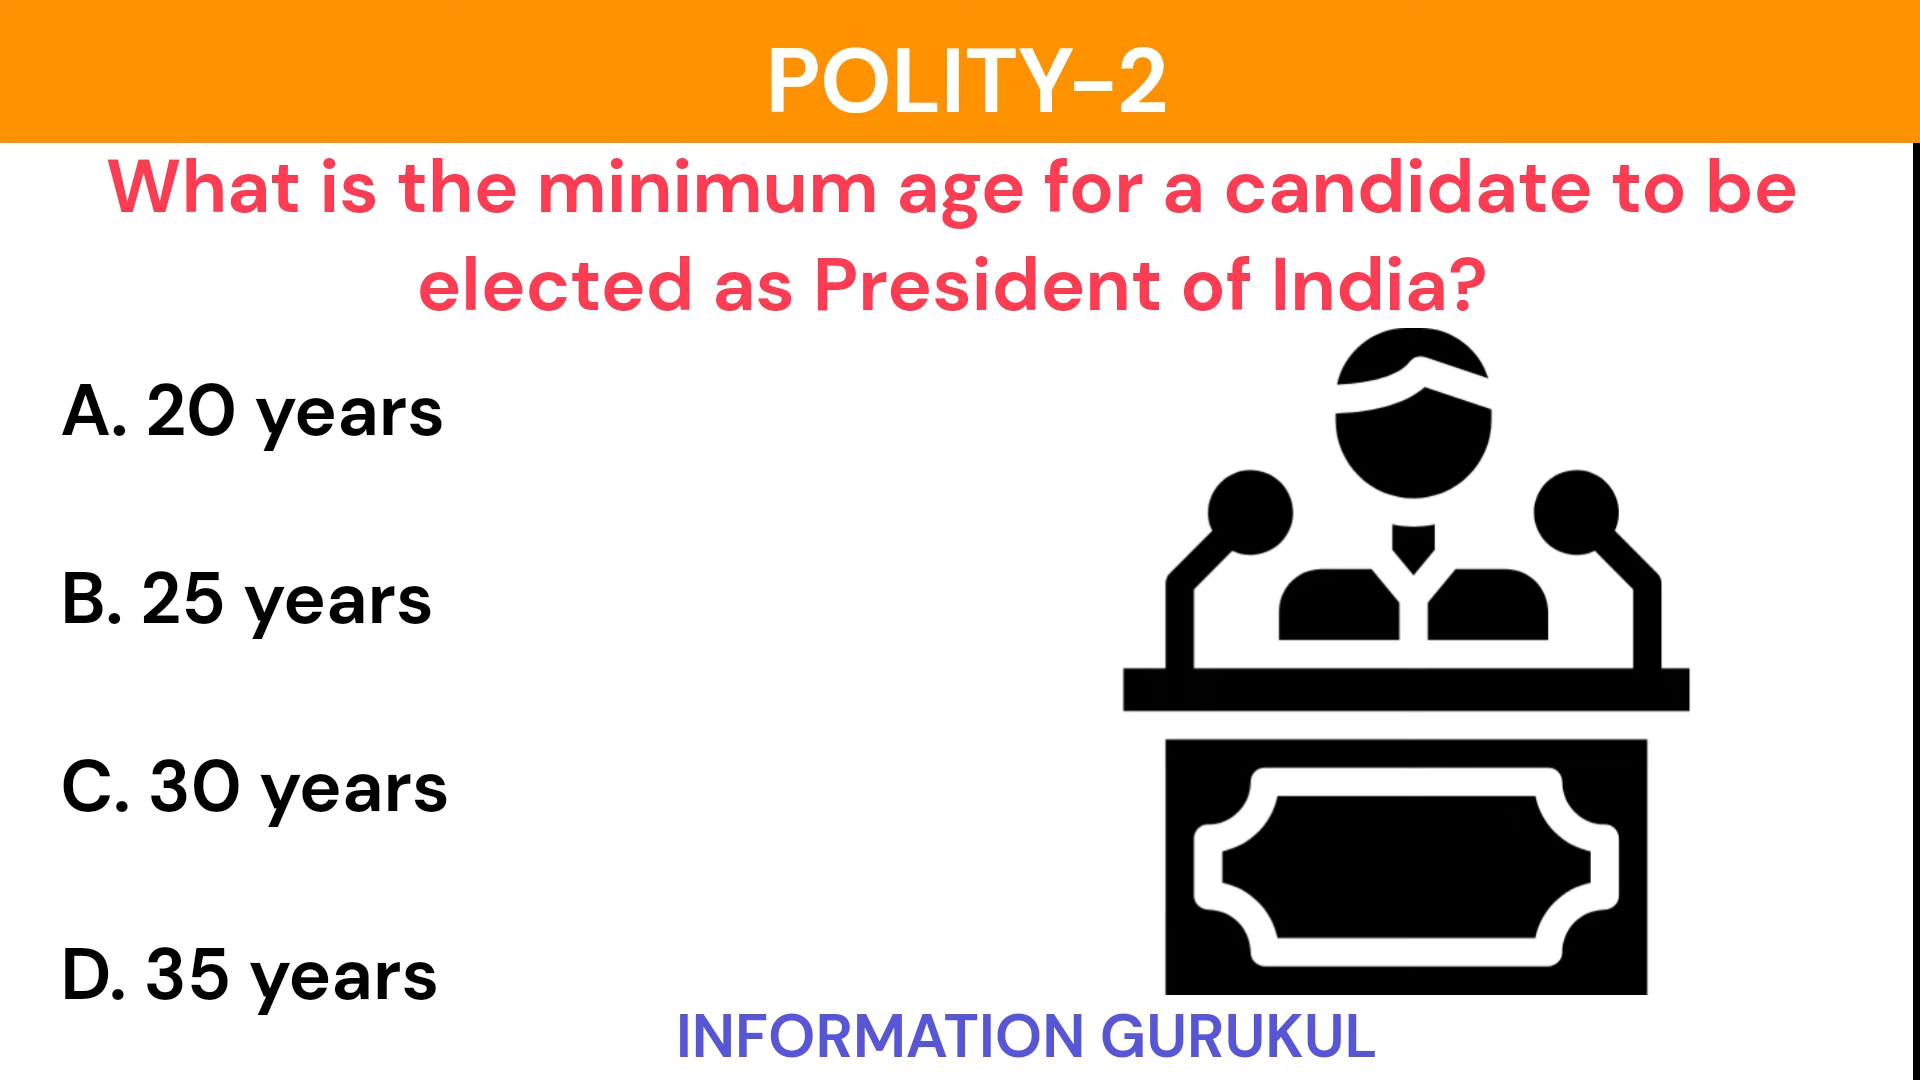 POLITY-2
What is the minimum age for a candidate to be
elected as President of India?
A. 20 years
B. 25 years
C. 30 years
D. 35 years
INFORMATION GURUKUL